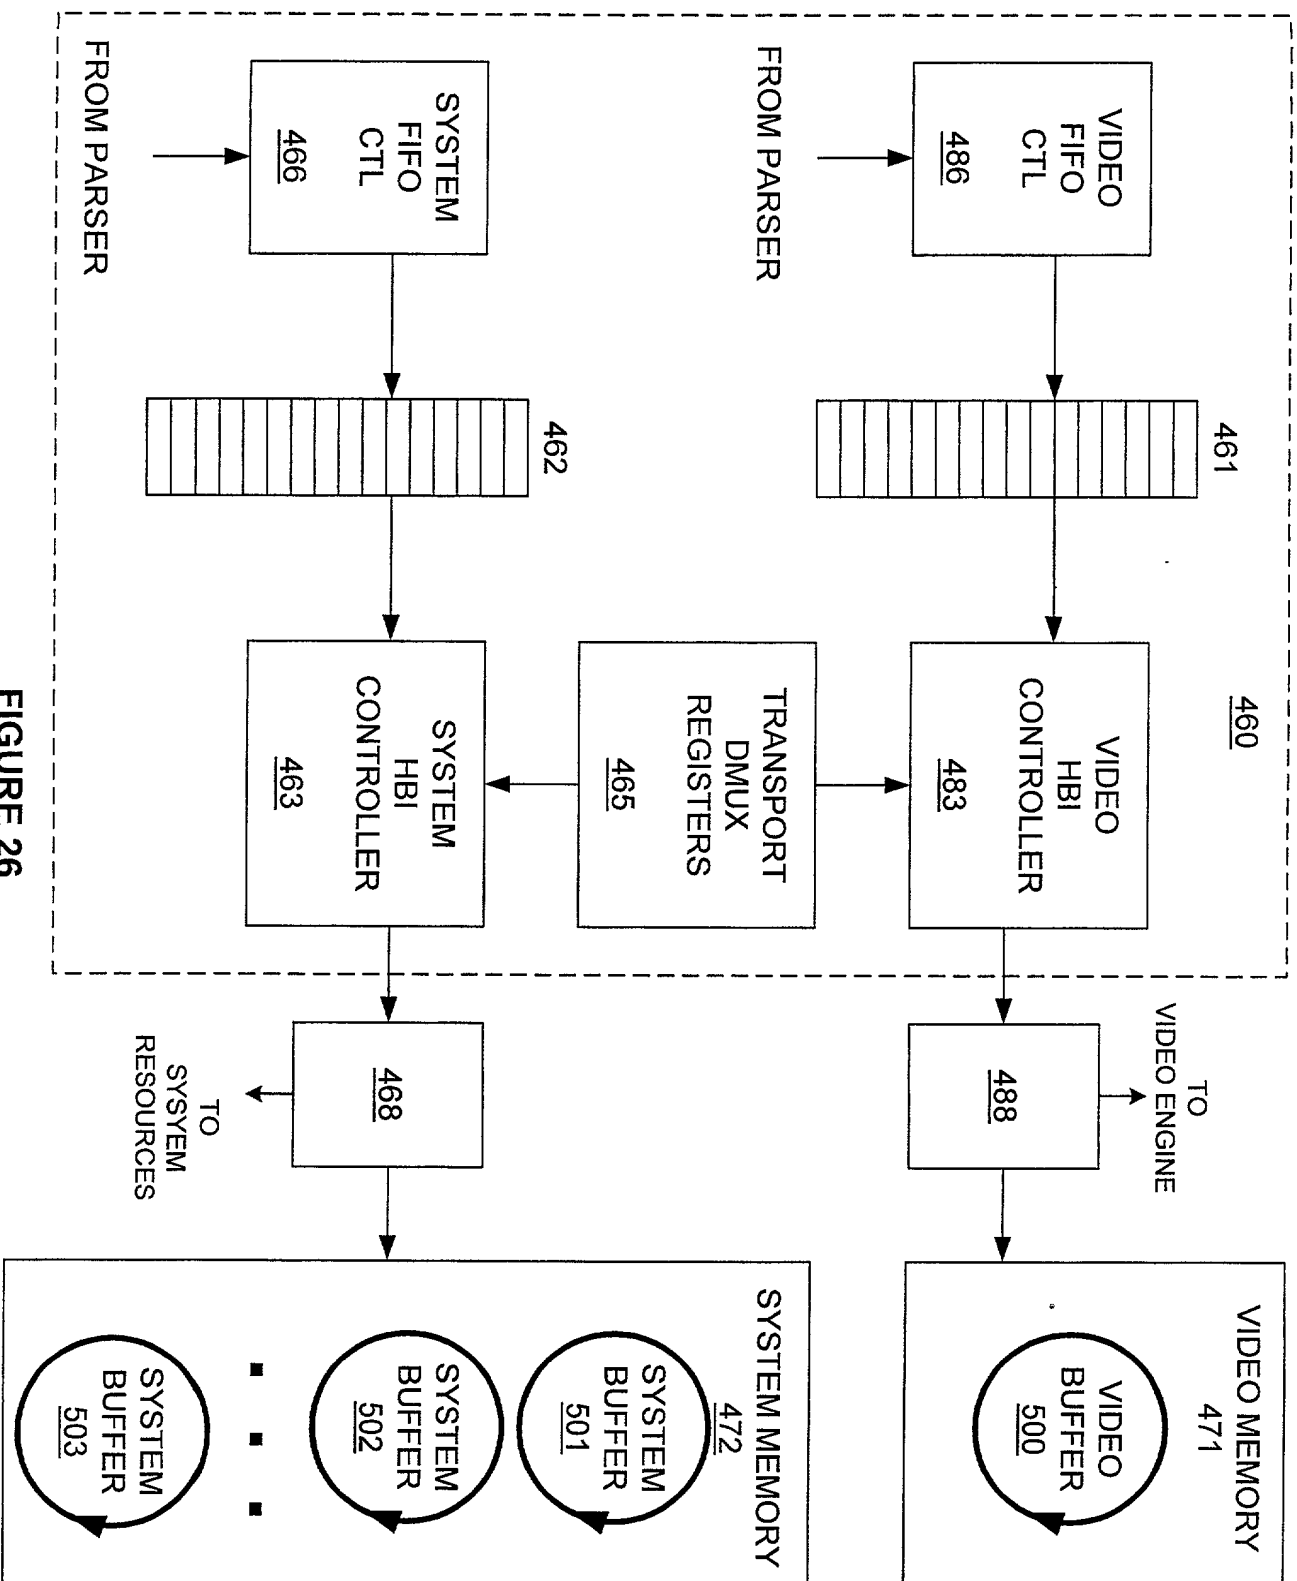 460
VIDEO
FIFO
CTL
486
FROM PARSER
461
VIDEO
HBI
CONTROLLER
483
TO
VIDEO ENGINE
488
VIDEO MEMORY
471
VIDEO
BUFFER
500
TRANSPORT
DMUX
REGISTERS
465
SYSTEM
FIFO
CTL
466
FROM PARSER
462
SYSTEM
HBI
CONTROLLER
463
468
TO
SYSYEM
RESOURCES
SYSTEM MEMORY
472
SYSTEM
BUFFER
501
SYSTEM
BUFFER
502
SYSTEM
BUFFER
503
FIGURE 26